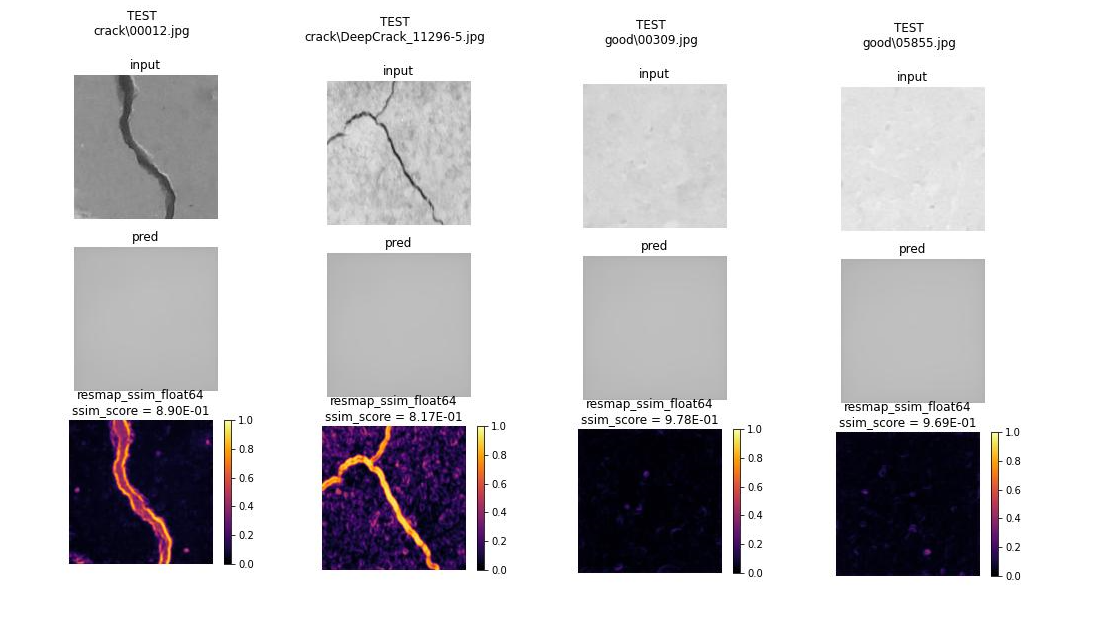 TEST
crack\00012.jpg
input
pred
resmap_ssim_float64
ssim_score = 8.90E-01
1.0
0.8
0.6
0.4
0.2
0.0
TEST
crack\DeepCrack_11296-5.jpg
input
pred
resmap_ssim_float64
ssim_score = 8.17E-01
1.0
0.8
0.6
0.4
0.2
0.0
TEST
good\00309.jpg
input
pred
resmap_ssim_float64
ssim_score = 9.78E-01
1.0
0.8
0.6
0.4
0.2
0.0
TEST
good\05855.jpg
input
pred
resmap_ssim_float64
ssim_score = 9.69E-01
1.0
0.8
0.6
0.4
0.2
0.0